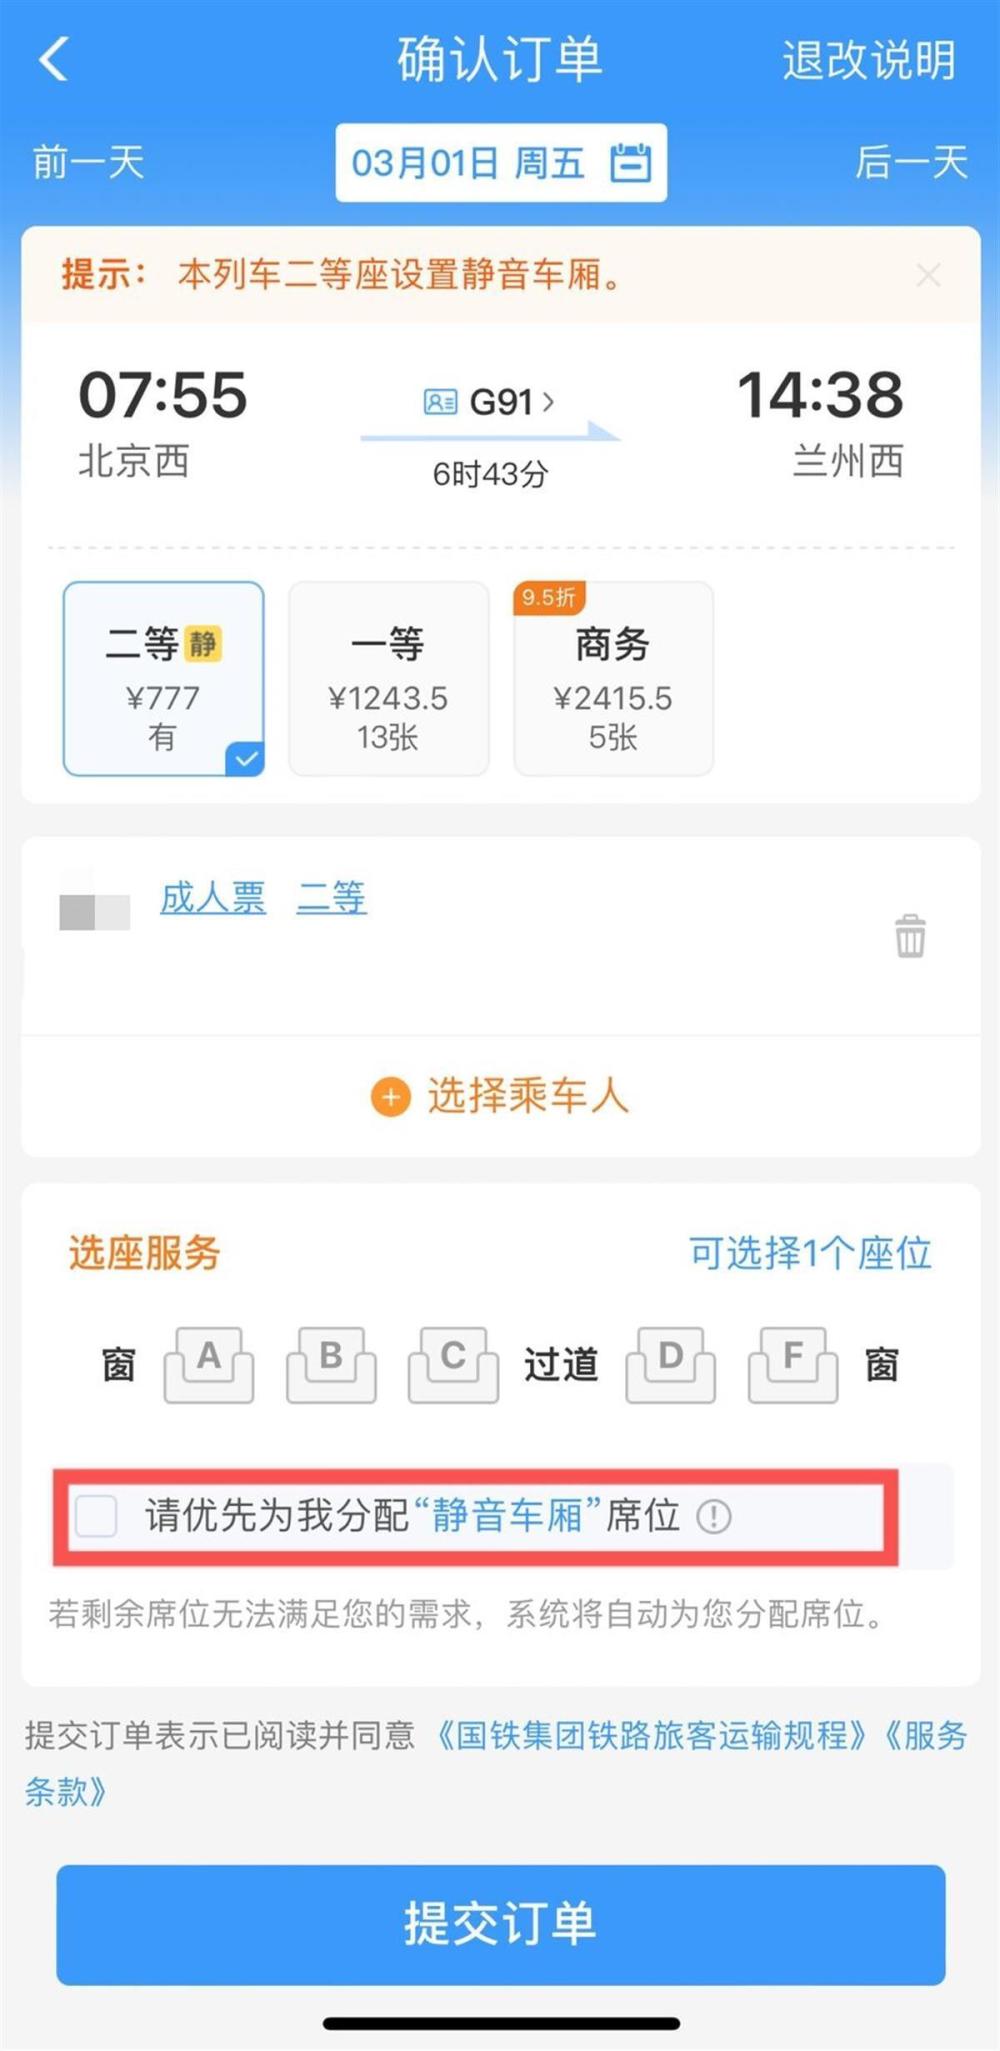 确认订单
退改说明
前一天
03月01日 周五
后一天
提示： 本列车二等座设置静音车厢。
07:55
G91
14:38
北京西
6时43分
兰州西
9.5折
二等 静
一等
商务
¥777
¥1243.5
¥2415.5
有
13张
5张
成人票 二等
选择乘车人
选座服务
可选择1个座位
窗 A B C 过道 D F 窗
请优先为我分配“静音车厢”席位
若剩余席位无法满足您的需求，系统将自动为您分配席位。
提交订单表示已阅读并同意 《国铁集团铁路旅客运输规程》《服务
条款》
提交订单